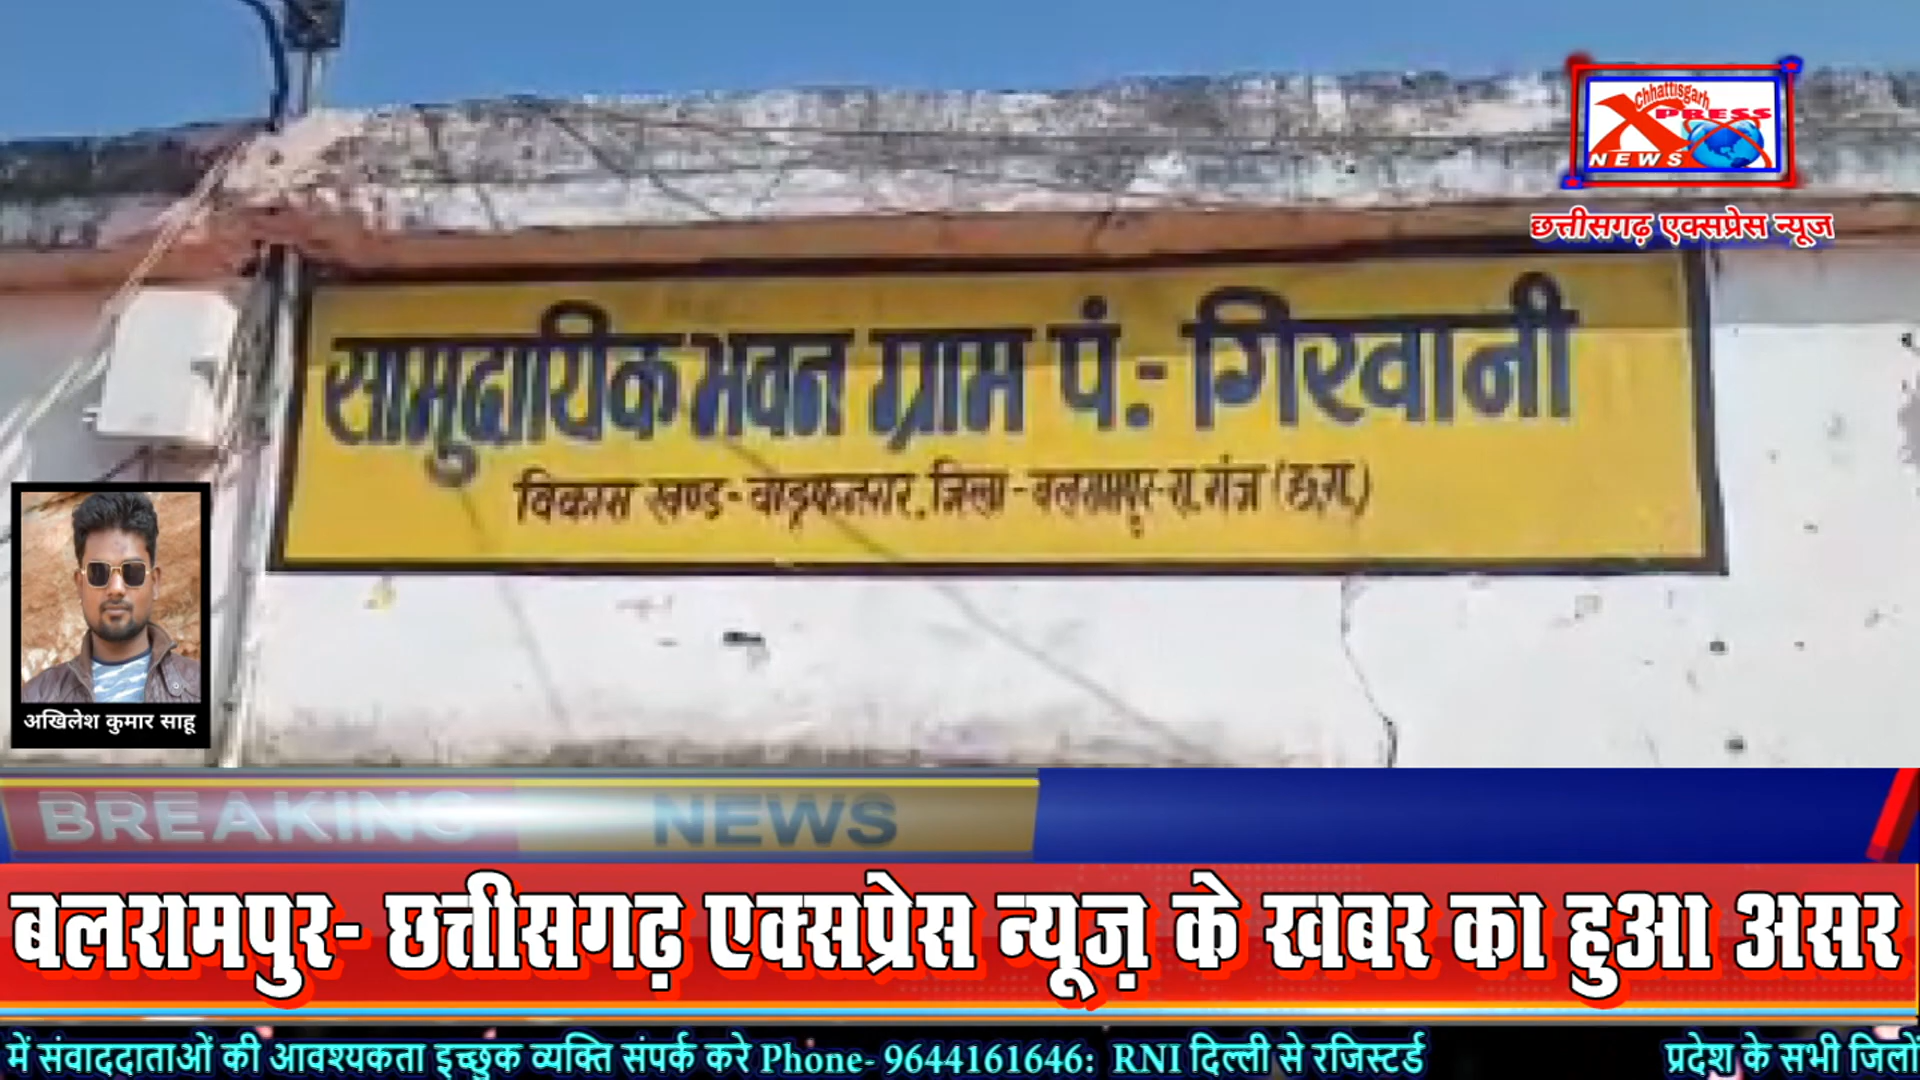 Chhattisgarh
XPRESS
NEWS
छत्तीसगढ़ एक्सप्रेस न्यूज
सामुदायिक भवन ग्राम पं.:- गिरवानी
विकास खण्ड- वाड्रफनगर, जिला-बलरामपुर-रा.गंज (छ.ग.)
अखिलेश कुमार साहू
BREAKING NEWS
बलरामपुर- छत्तीसगढ़ एक्सप्रेस न्यूज़ के खबर का हुआ असर
में संवाददाताओं की आवश्यकता इच्छुक व्यक्ति संपर्क करे Phone- 9644161646: RNI दिल्ली से रजिस्टर्ड प्रदेश के सभी जिलों